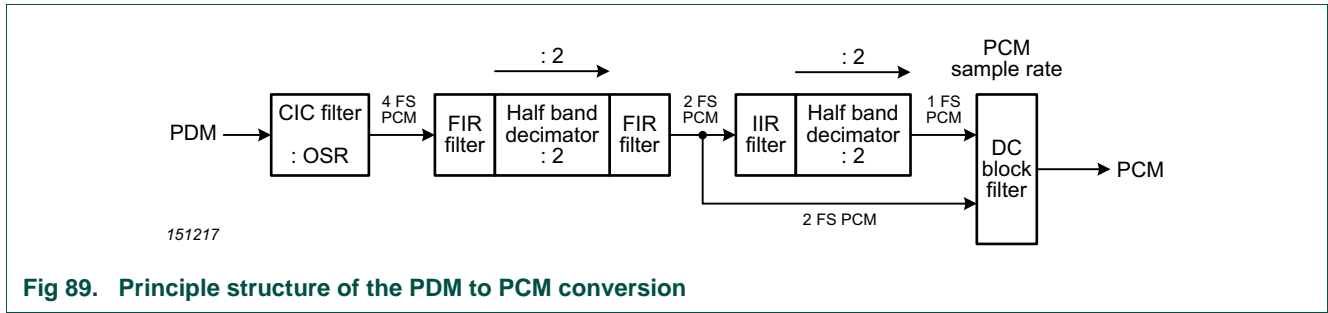 : 2
: 2
PCM
sample rate
PDM
CIC filter
: OSR
4 FS
PCM
FIR
filter
Half band
decimator
: 2
FIR
filter
2 FS
PCM
IIR
filter
Half band
decimator
: 2
1 FS
PCM
DC
block
filter
PCM
2 FS PCM
151217
Fig 89. Principle structure of the PDM to PCM conversion